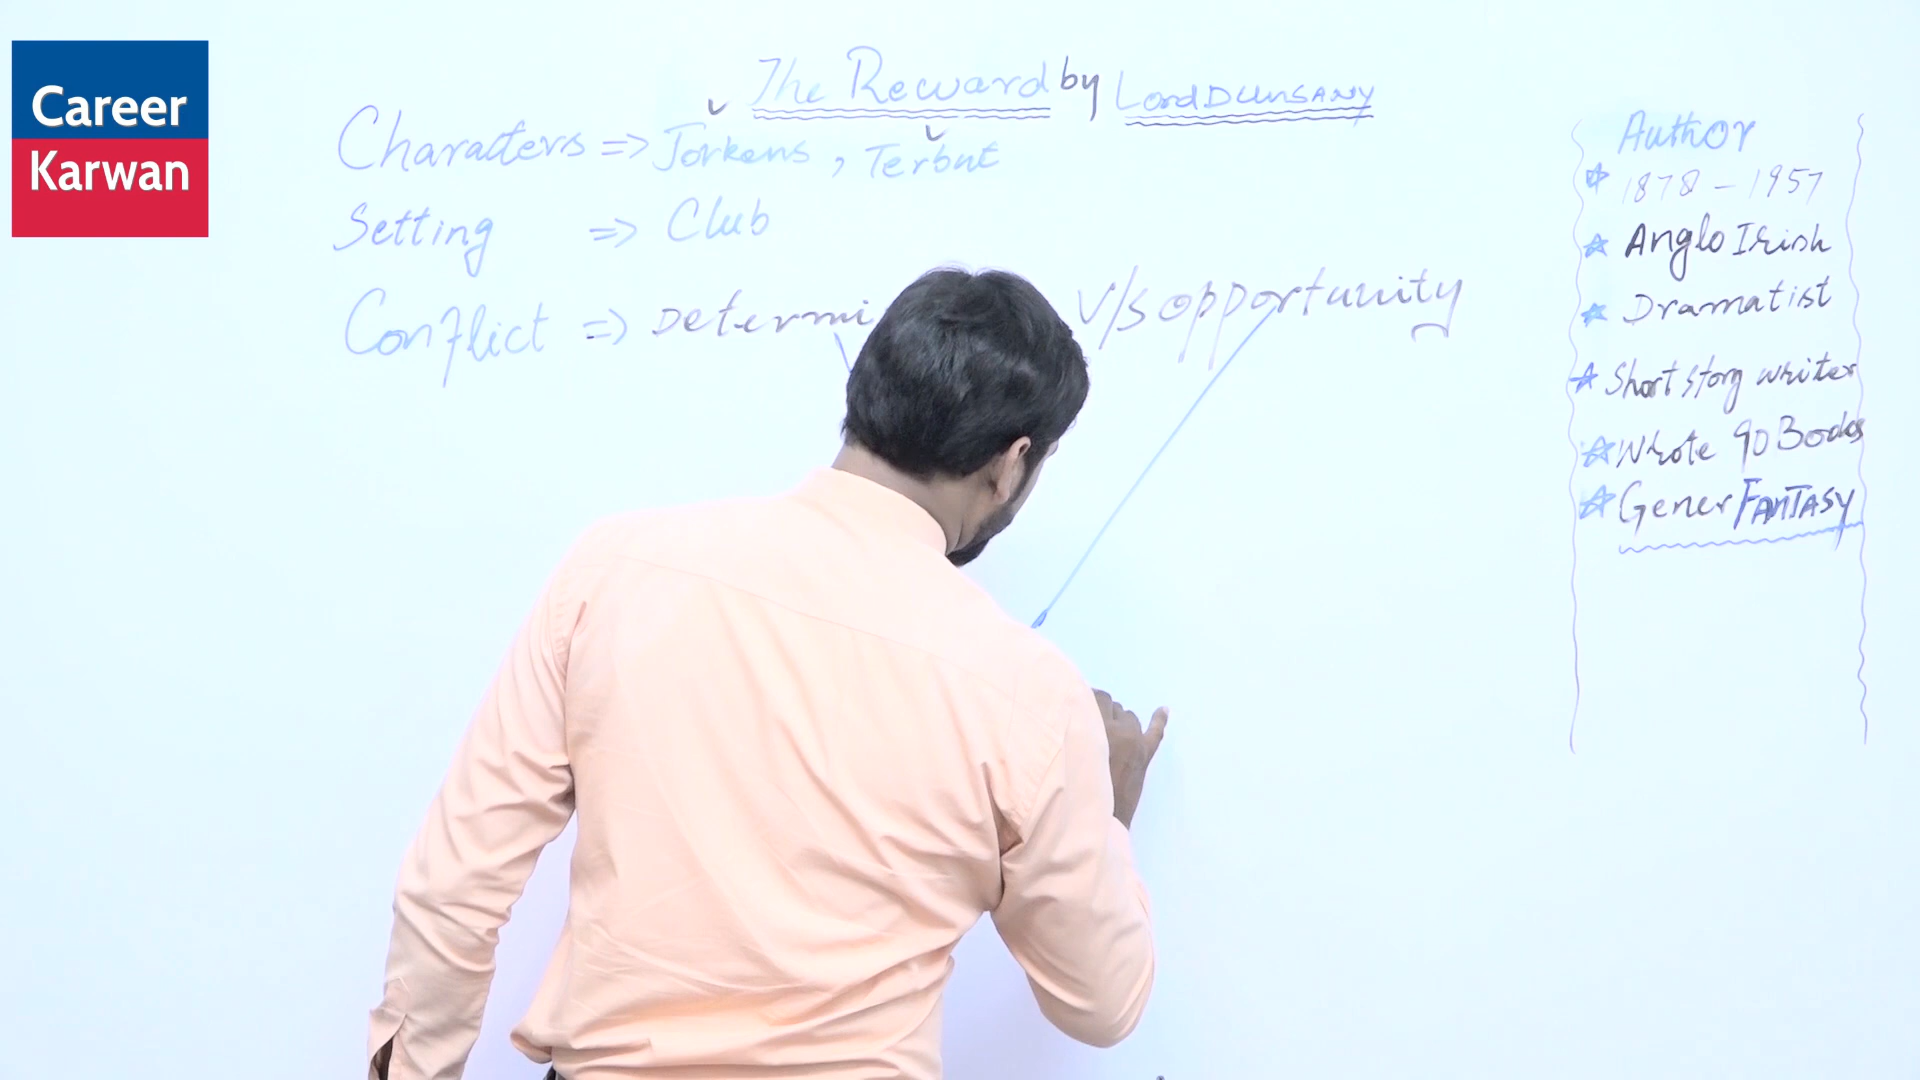 Career
Karwan
The Reward by Lord DUNSANY
Characters => Jorkens, Terbut
Setting => Club
Conflict => Determi V/S opportunity
Author
1878 - 1957
Anglo Irish
Dramatist
Short story writer
Wrote 90 Books
Gener FANTASY